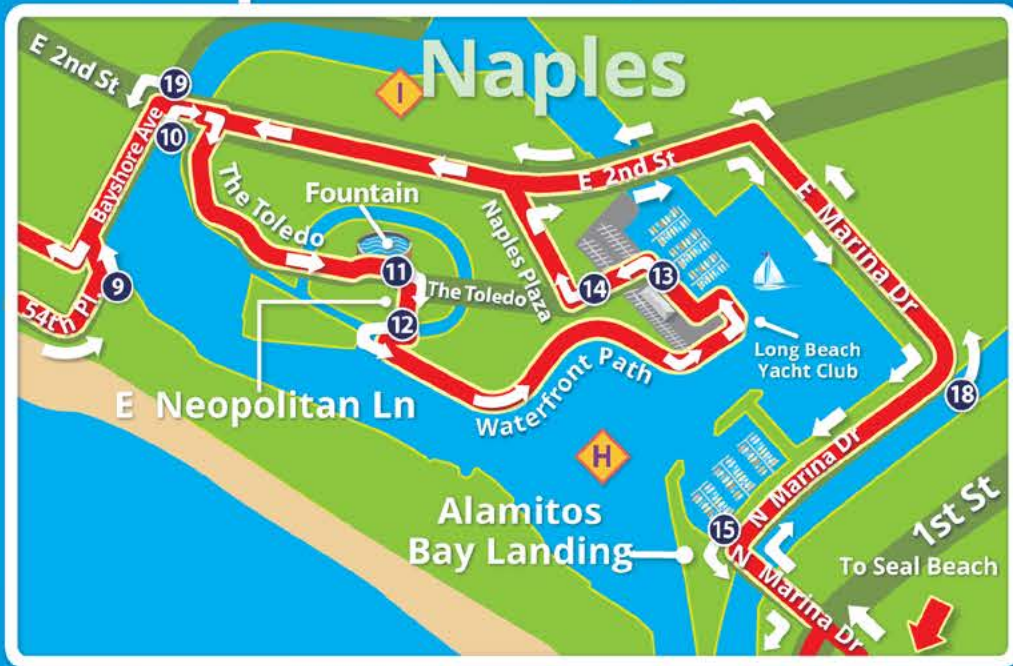 E 2nd St
19
I
Naples
10
Bayshore Ave
The Toledo
Fountain
E 2nd St
E Marina Dr
Naples Plaza
11
13
14
9
54th Pl.
The Toledo
12
Long Beach
Yacht Club
18
E Neopolitan Ln
Waterfront Path
H
N Marina Dr
Alamitos
Bay Landing
15
1st St
To Seal Beach
N Marina Dr